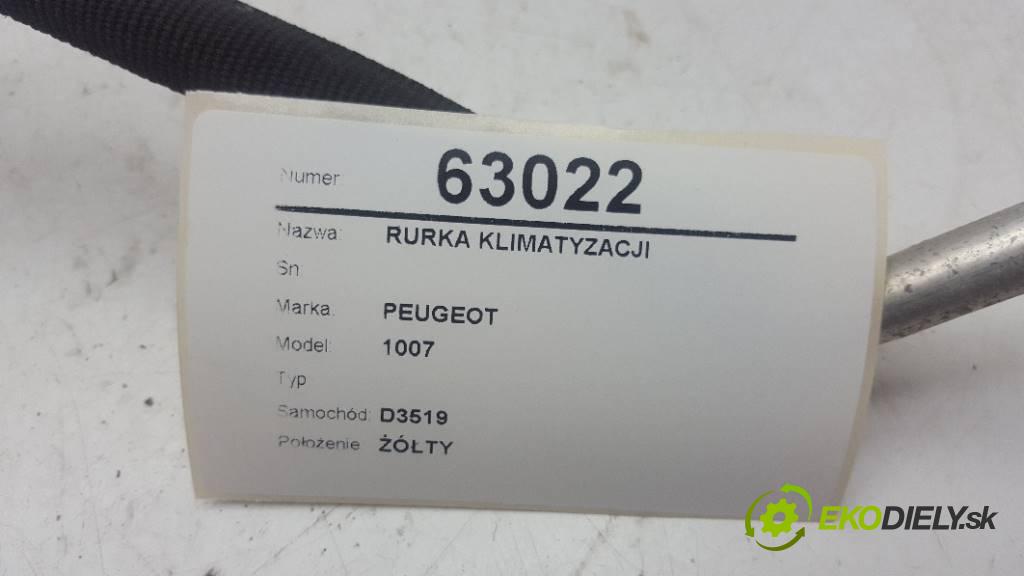 Numer: 63022
Nazwa: RURKA KLIMATYZACJI
Sn
Marka: PEUGEOT
Model: 1007
Typ
Samochód: D3519
Położenie ŻÓŁTY
EKODIELY.sk